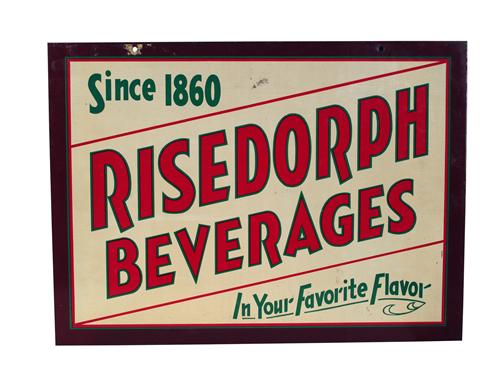 Since 1860
RISEDORPH
BEVERAGES
In Your Favorite Flavor